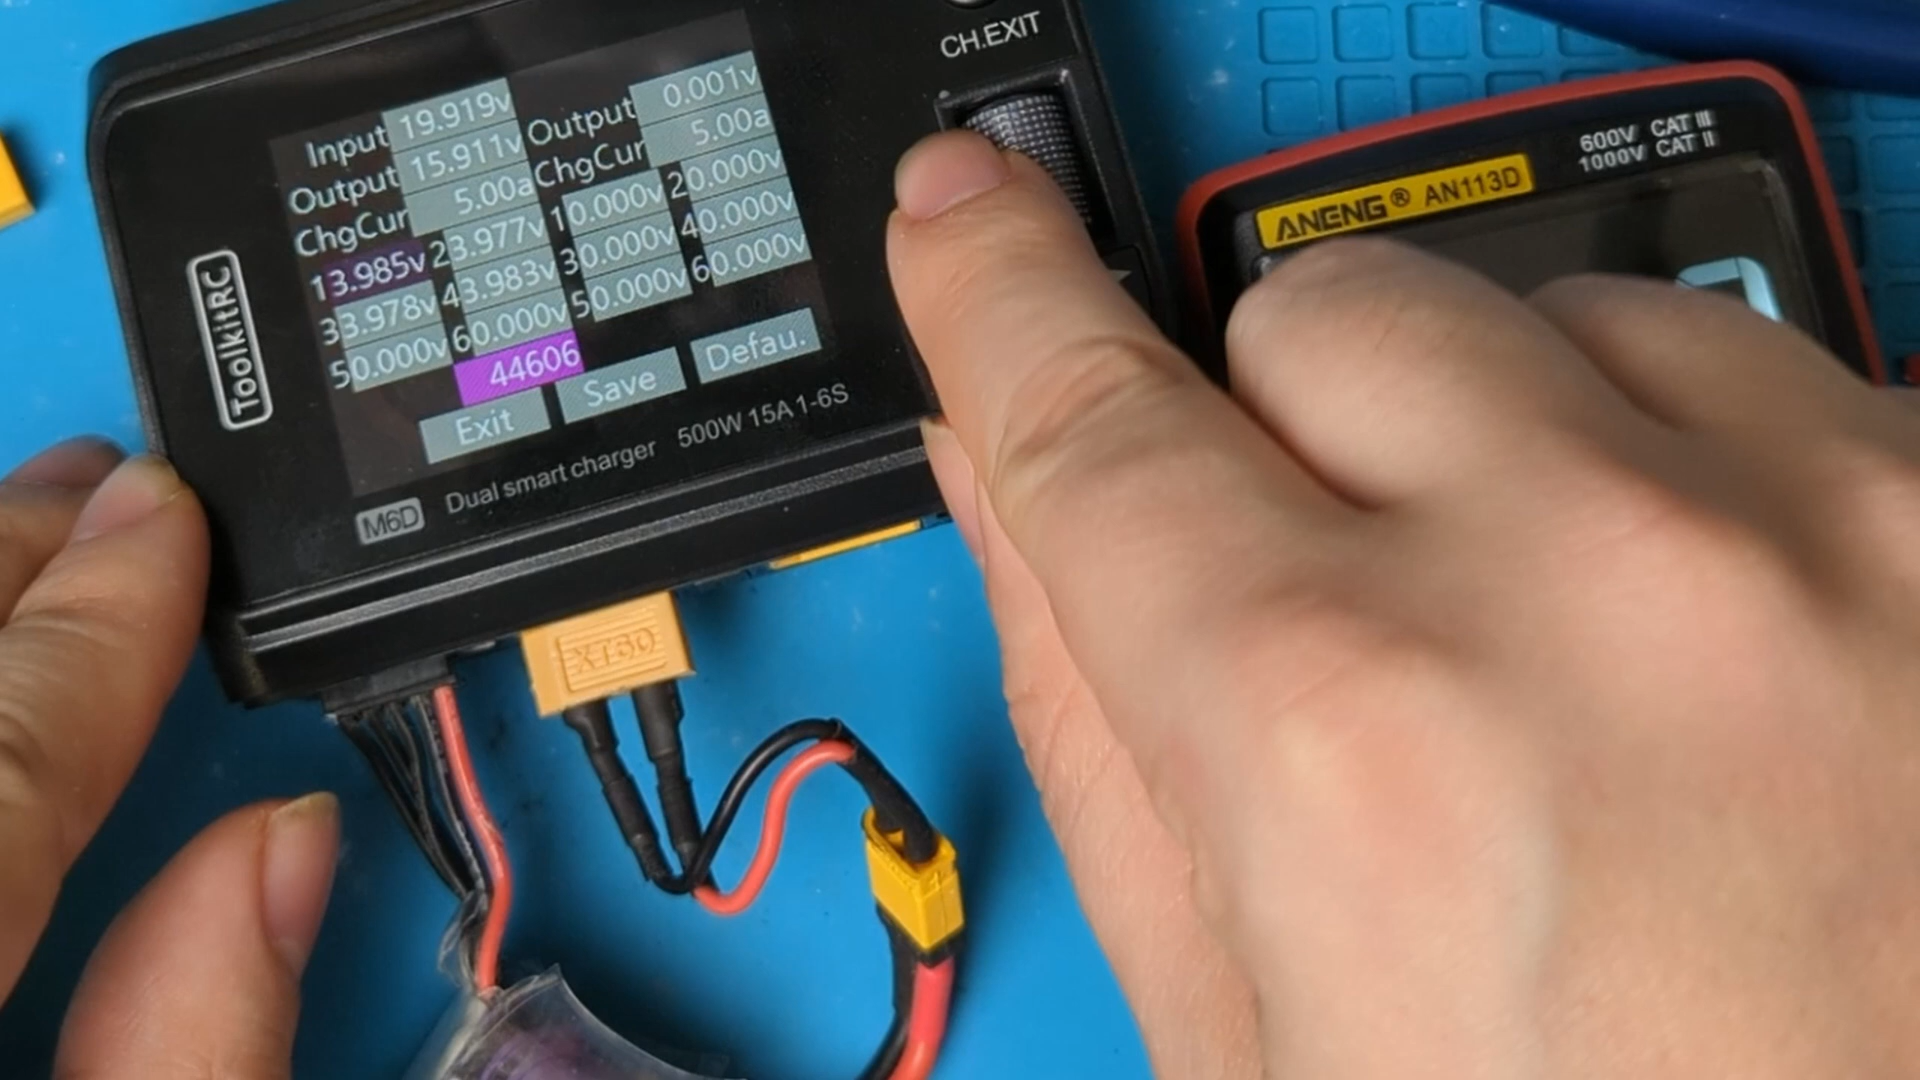 CH.EXIT
Input 19.919v Output 0.001v
Output 15.911v ChgCur 5.00a
ChgCur 5.00a 10.000v 20.000v
13.985v 23.977v 30.000v 40.000v
33.978v 43.983v 50.000v 60.000v
50.000v 60.000v
44606
Exit Save Defau.
ToolkitRC
M6D Dual smart charger 500W 15A 1-6S
600V CAT III
1000V CAT II
ANENG® AN113D
XT60